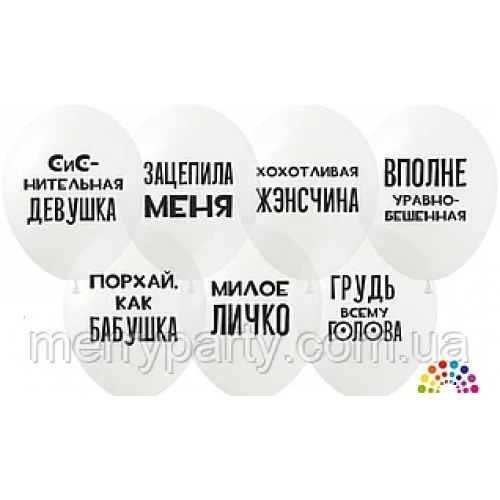 СиС-
НИТЕЛЬНАЯ
ДЕВУШКА
ЗАЦЕПИЛА
МЕНЯ
ХОХОТЛИВАЯ
ЖЭНСЧИНА
ВПОЛНЕ
УРАВНО-
БЕШЕННАЯ
ПОРХАЙ,
КАК
БАБУШКА
МИЛОЕ
ЛИЧКО
ГРУДЬ
ВСЕМУ
ГОЛОВА
merryparty.com.ua